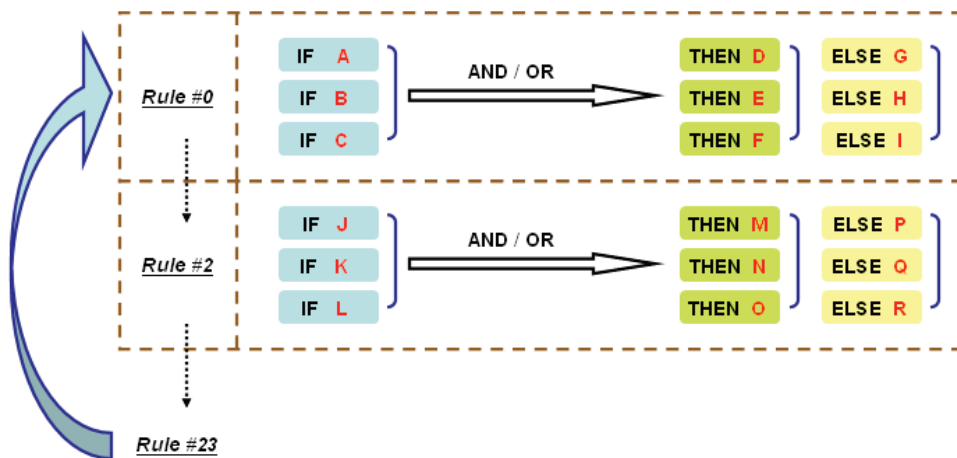 IF A
THEN D
ELSE G
AND / OR
Rule #0
IF B
THEN E
ELSE H
IF C
THEN F
ELSE I
IF J
THEN M
ELSE P
AND / OR
Rule #2
IF K
THEN N
ELSE Q
IF L
THEN O
ELSE R
Rule #23